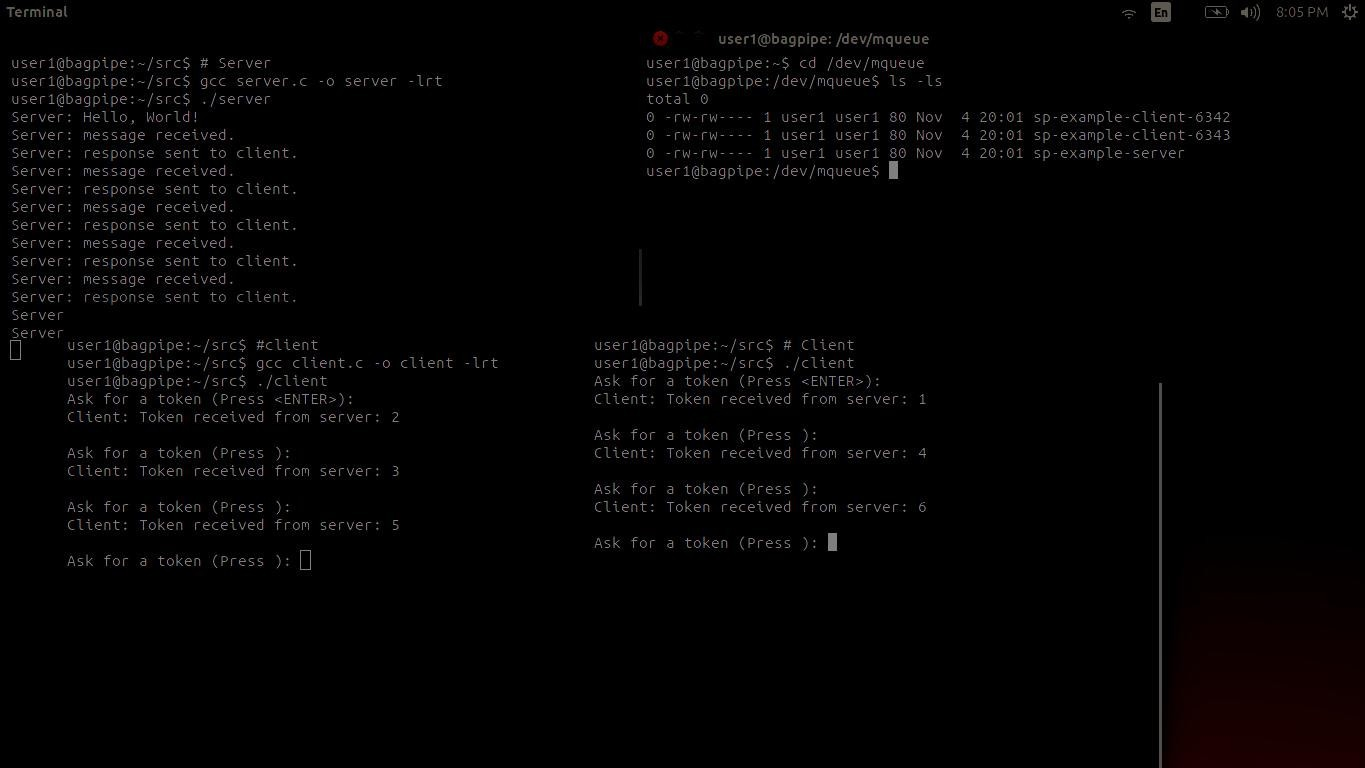 Terminal
En 8:05 PM
user1@bagpipe:~/src$ # Server
user1@bagpipe:~/src$ gcc server.c -o server -lrt
user1@bagpipe:~/src$ ./server
Server: Hello, World!
Server: message received.
Server: response sent to client.
Server: message received.
Server: response sent to client.
Server: message received.
Server: response sent to client.
Server: message received.
Server: response sent to client.
Server: message received.
Server: response sent to client.
Server
Server
user1@bagpipe: /dev/mqueue
user1@bagpipe:~$ cd /dev/mqueue
user1@bagpipe:/dev/mqueue$ ls -ls
total 0
0 -rw-rw---- 1 user1 user1 80 Nov  4 20:01 sp-example-client-6342
0 -rw-rw---- 1 user1 user1 80 Nov  4 20:01 sp-example-client-6343
0 -rw-rw---- 1 user1 user1 80 Nov  4 20:01 sp-example-server
user1@bagpipe:/dev/mqueue$
user1@bagpipe:~/src$ #client
user1@bagpipe:~/src$ gcc client.c -o client -lrt
user1@bagpipe:~/src$ ./client
Ask for a token (Press <ENTER>):
Client: Token received from server: 2
Ask for a token (Press ):
Client: Token received from server: 3
Ask for a token (Press ):
Client: Token received from server: 5
Ask for a token (Press ):
user1@bagpipe:~/src$ # Client
user1@bagpipe:~/src$ ./client
Ask for a token (Press <ENTER>):
Client: Token received from server: 1
Ask for a token (Press ):
Client: Token received from server: 4
Ask for a token (Press ):
Client: Token received from server: 6
Ask for a token (Press ):